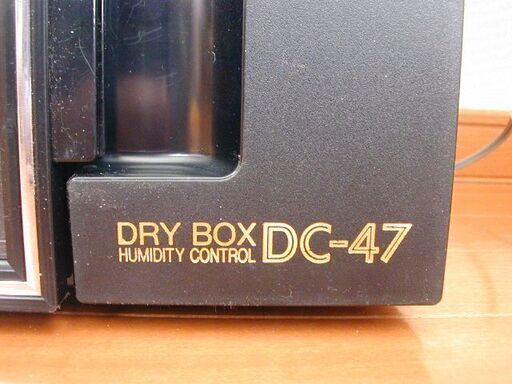 DRY BOX
HUMIDITY CONTROL
DC-47